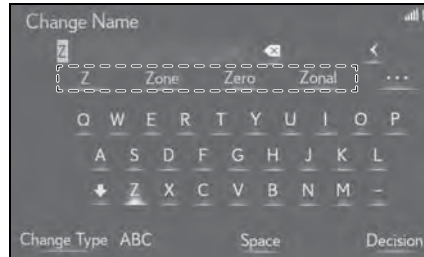 Change Name
Z
Z Zone Zero Zonal ...
Q W E R T Y U I O P
A S D F G H J K L
Z X C V B N M -
Change Type ABC Space Decision